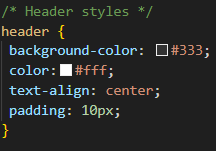 /* Header styles */
header {
 background-color: #333;
 color:#fff;
 text-align: center;
 padding: 10px;
}